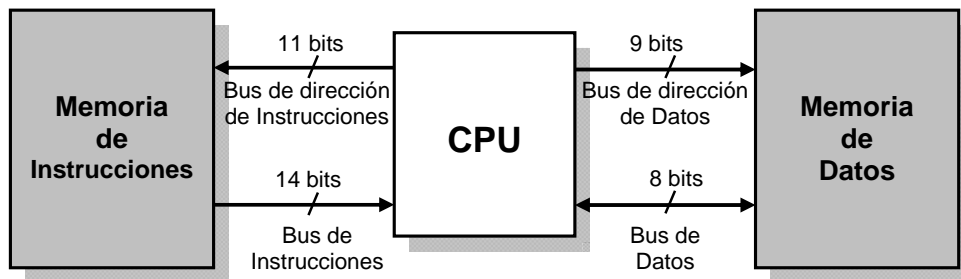 Memoria
de
Instrucciones
11 bits
Bus de dirección
de Instrucciones
14 bits
Bus de
Instrucciones
CPU
9 bits
Bus de dirección
de Datos
8 bits
Bus de
Datos
Memoria
de
Datos